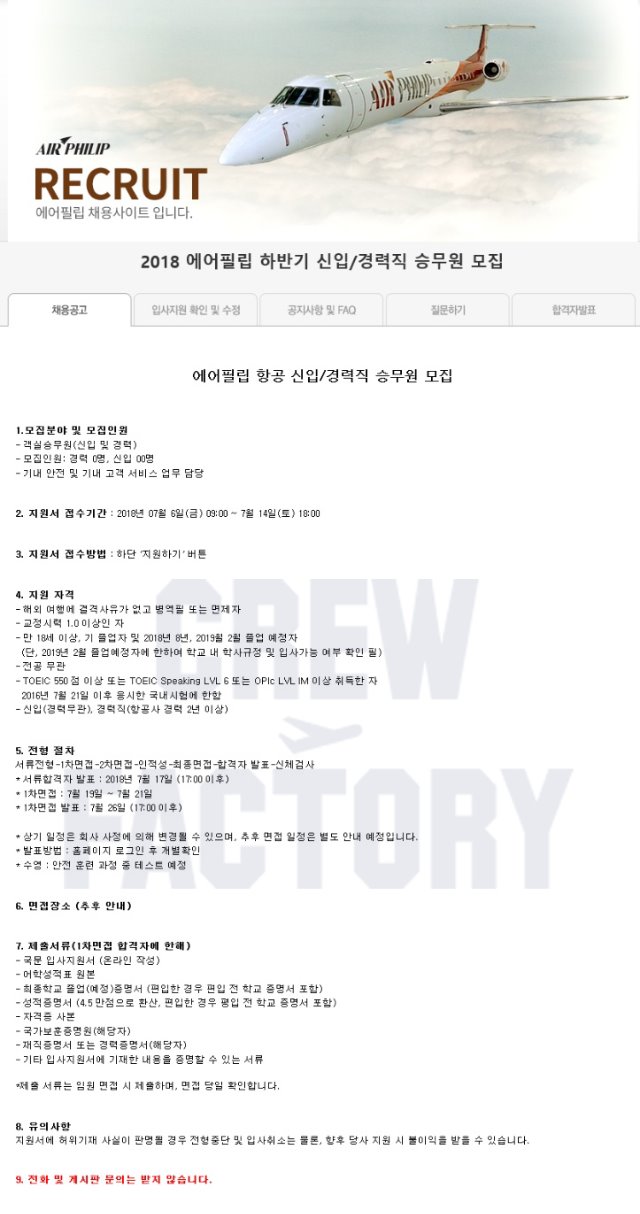 AIR PHILIP
AIR PHILIP
RECRUIT
에어필립 채용사이트 입니다.
2018 에어필립 하반기 신입/경력직 승무원 모집
채용공고
입사지원 확인 및 수정
공지사항 및 FAQ
질문하기
합격자발표
에어필립 항공 신입/경력직 승무원 모집
1.모집분야 및 모집인원
- 객실승무원(신입 및 경력)
- 모집인원: 경력 0명, 신입 00명
- 기내 안전 및 기내 고객 서비스 업무 담당
2. 지원서 접수기간 : 2018년 07월 6일(금) 09:00 ~ 7월 14일(토) 18:00
3. 지원서 접수방법 : 하단 '지원하기' 버튼
4. 지원 자격
- 해외 여행에 결격사유가 없고 병역필 또는 면제자
- 교정시력 1.0 이상인 자
- 만 18세 이상, 기 졸업자 및 2018년 8년, 2019월 2월 졸업 예정자
(단, 2019년 2월 졸업예정자에 한하여 학교 내 학사규정 및 입사가능 여부 확인 필)
- 전공 무관
- TOEIC 550 점 이상 또는 TOEIC Speaking LVL 6 또는 OPIc LVL IM 이상 취득한 자
2016년 7월 21일 이후 응시한 국내시험에 한함
- 신입(경력무관), 경력직(항공사 경력 2년 이상)
5. 전형 절차
서류전형-1차면접-2차면접-인적성-최종면접-합격자 발표-신체검사
* 서류합격자 발표 : 2018년 7월 17일 (17:00 이후)
* 1차면접 : 7월 19일 ~ 7월 21일
* 1차면접 발표 : 7월 26일 (17:00 이후)
* 상기 일정은 회사 사정에 의해 변경될 수 있으며, 추후 면접 일정은 별도 안내 예정입니다.
* 발표방법 : 홈페이지 로그인 후 개별확인
* 수영 : 안전 훈련 과정 중 테스트 예정
CREW
FACTORY
6. 면접장소 (추후 안내)
7. 제출서류(1차면접 합격자에 한해)
- 국문 입사지원서 (온라인 작성)
- 어학성적표 원본
- 최종학교 졸업(예정)증명서 (편입한 경우 편입 전 학교 증명서 포함)
- 성적증명서 (4.5 만점으로 환산, 편입한 경우 평입 전 학교 증명서 포함)
- 자격증 사본
- 국가보훈증명원(해당자)
- 재직증명서 또는 경력증명서(해당자)
- 기타 입사지원서에 기재한 내용을 증명할 수 있는 서류
*제출 서류는 임원 면접 시 제출하며, 면접 당일 확인합니다.
8. 유의사항
지원서에 허위기재 사실이 판명될 경우 전형중단 및 입사취소는 물론, 향후 당사 지원 시 불이익을 받을 수 있습니다.
9. 전화 및 게시판 문의는 받지 않습니다.